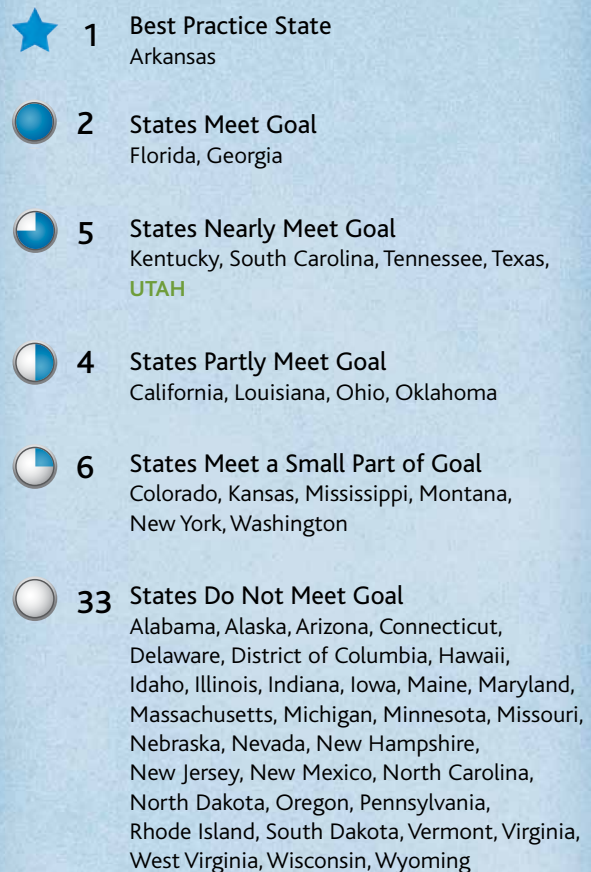 1 Best Practice State
Arkansas
2 States Meet Goal
Florida, Georgia
5 States Nearly Meet Goal
Kentucky, South Carolina, Tennessee, Texas,
UTAH
4 States Partly Meet Goal
California, Louisiana, Ohio, Oklahoma
6 States Meet a Small Part of Goal
Colorado, Kansas, Mississippi, Montana,
New York, Washington
33 States Do Not Meet Goal
Alabama, Alaska, Arizona, Connecticut,
Delaware, District of Columbia, Hawaii,
Idaho, Illinois, Indiana, Iowa, Maine, Maryland,
Massachusetts, Michigan, Minnesota, Missouri,
Nebraska, Nevada, New Hampshire,
New Jersey, New Mexico, North Carolina,
North Dakota, Oregon, Pennsylvania,
Rhode Island, South Dakota, Vermont, Virginia,
West Virginia, Wisconsin, Wyoming